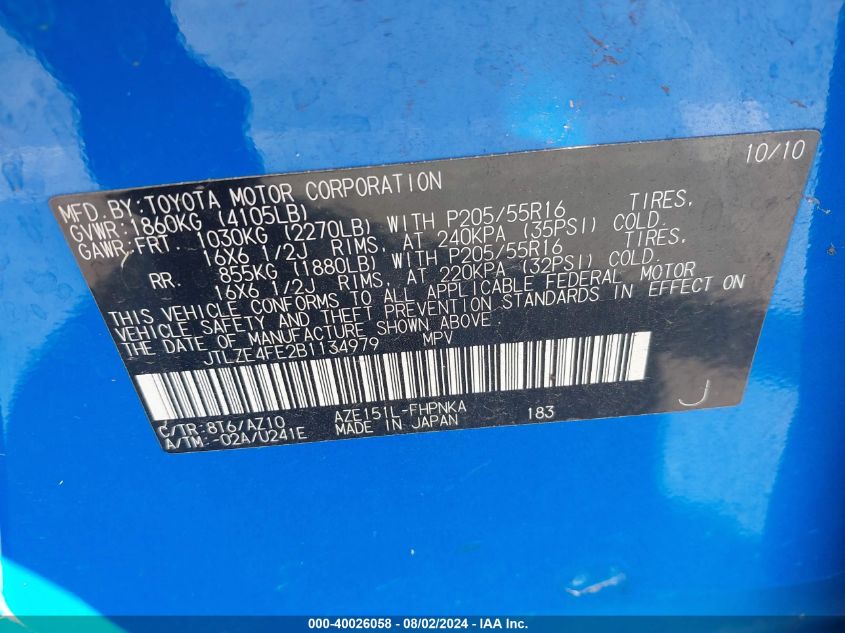 10/10
MFD. BY: TOYOTA MOTOR CORPORATION
GVWR: 1860KG (4105LB)
GAWR: FRT. 1030KG (2270LB) WITH P205/55R16 TIRES,
16X6 1/2J RIMS, AT 240KPA (35PSI) COLD.
RR. 855KG (1880LB) WITH P205/55R16 TIRES,
16X6 1/2J RIMS, AT 220KPA (32PSI) COLD.
THIS VEHICLE CONFORMS TO ALL APPLICABLE FEDERAL MOTOR
VEHICLE SAFETY AND THEFT PREVENTION STANDARDS IN EFFECT ON
THE DATE OF MANUFACTURE SHOWN ABOVE.
JTLZE4FE2B1134979 MPV
C/TR: 8T6/AZ10 AZE151L-FHPNKA 183
A/TM: -02A/U241E MADE IN JAPAN
J
000-40026058 - 08/02/2024 - IAA Inc.